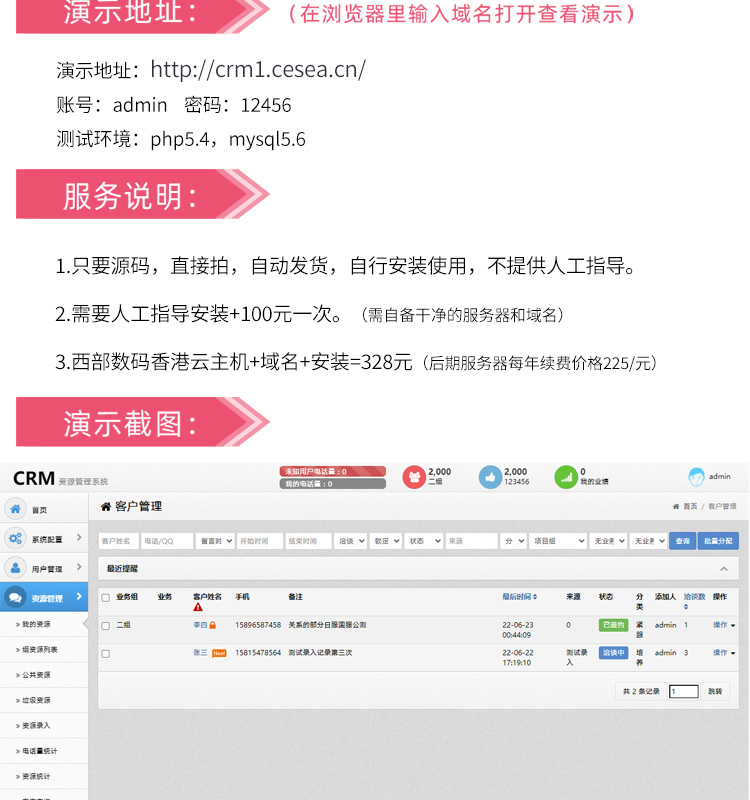 演示地址：
（在浏览器里输入域名打开查看演示）
演示地址：http://crm1.cesea.cn/
账号：admin 密码：12456
测试环境：php5.4，mysql5.6
服务说明：
1.只要源码，直接拍，自动发货，自行安装使用，不提供人工指导。
2.需要人工指导安装+100元一次。（需自备干净的服务器和域名）
3.西部数码香港云主机+域名+安装=328元（后期服务器每年续费价格225/元）
演示截图：
CRM 资源管理系统
未知用户电话量：0
我的电话量：0
2,000
二组
2,000
123456
0
我的业绩
admin
首页
系统配置
用户管理
资源管理
» 我的资源
» 组资源列表
» 公共资源
» 垃圾资源
» 资源录入
» 电话量统计
» 资源统计
客户管理
首页 / 客户管理
客户姓名 电话/QQ 留言时 开始时间 结束时间 洽谈 锁定 状态 来源 分 项目组 无业务 无业务 查询 批量分配
最近提醒
业务组 业务 客户姓名 手机 备注 最后时间 来源 状态 分类 添加人 洽谈数 操作
二组 李四 15896587458 关系的部分日服国服公测 22-06-23 00:44:09 0 已签约 admin 1 操作
张三 New! 15815478564 测试录入记录第三次 22-06-22 17:19:10 测试录入 洽谈中 培养 admin 3 操作
共 2 条记录 1 跳转